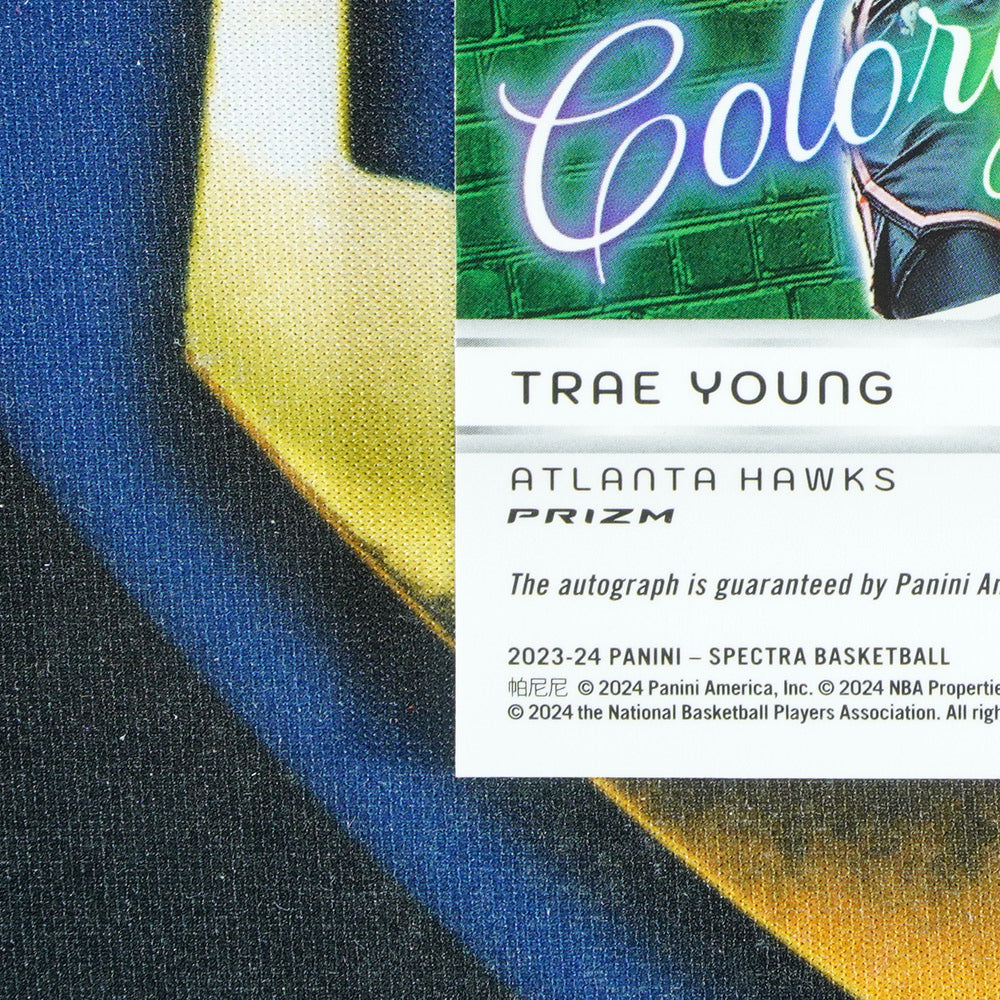 Color
TRAE YOUNG
ATLANTA HAWKS
PRIZM
The autograph is guaranteed by Panini
2023-24 PANINI – SPECTRA BASKETBALL
帕尼尼 © 2024 Panini America, Inc. © 2024 NBA
© 2024 the National Basketball Players Association. All